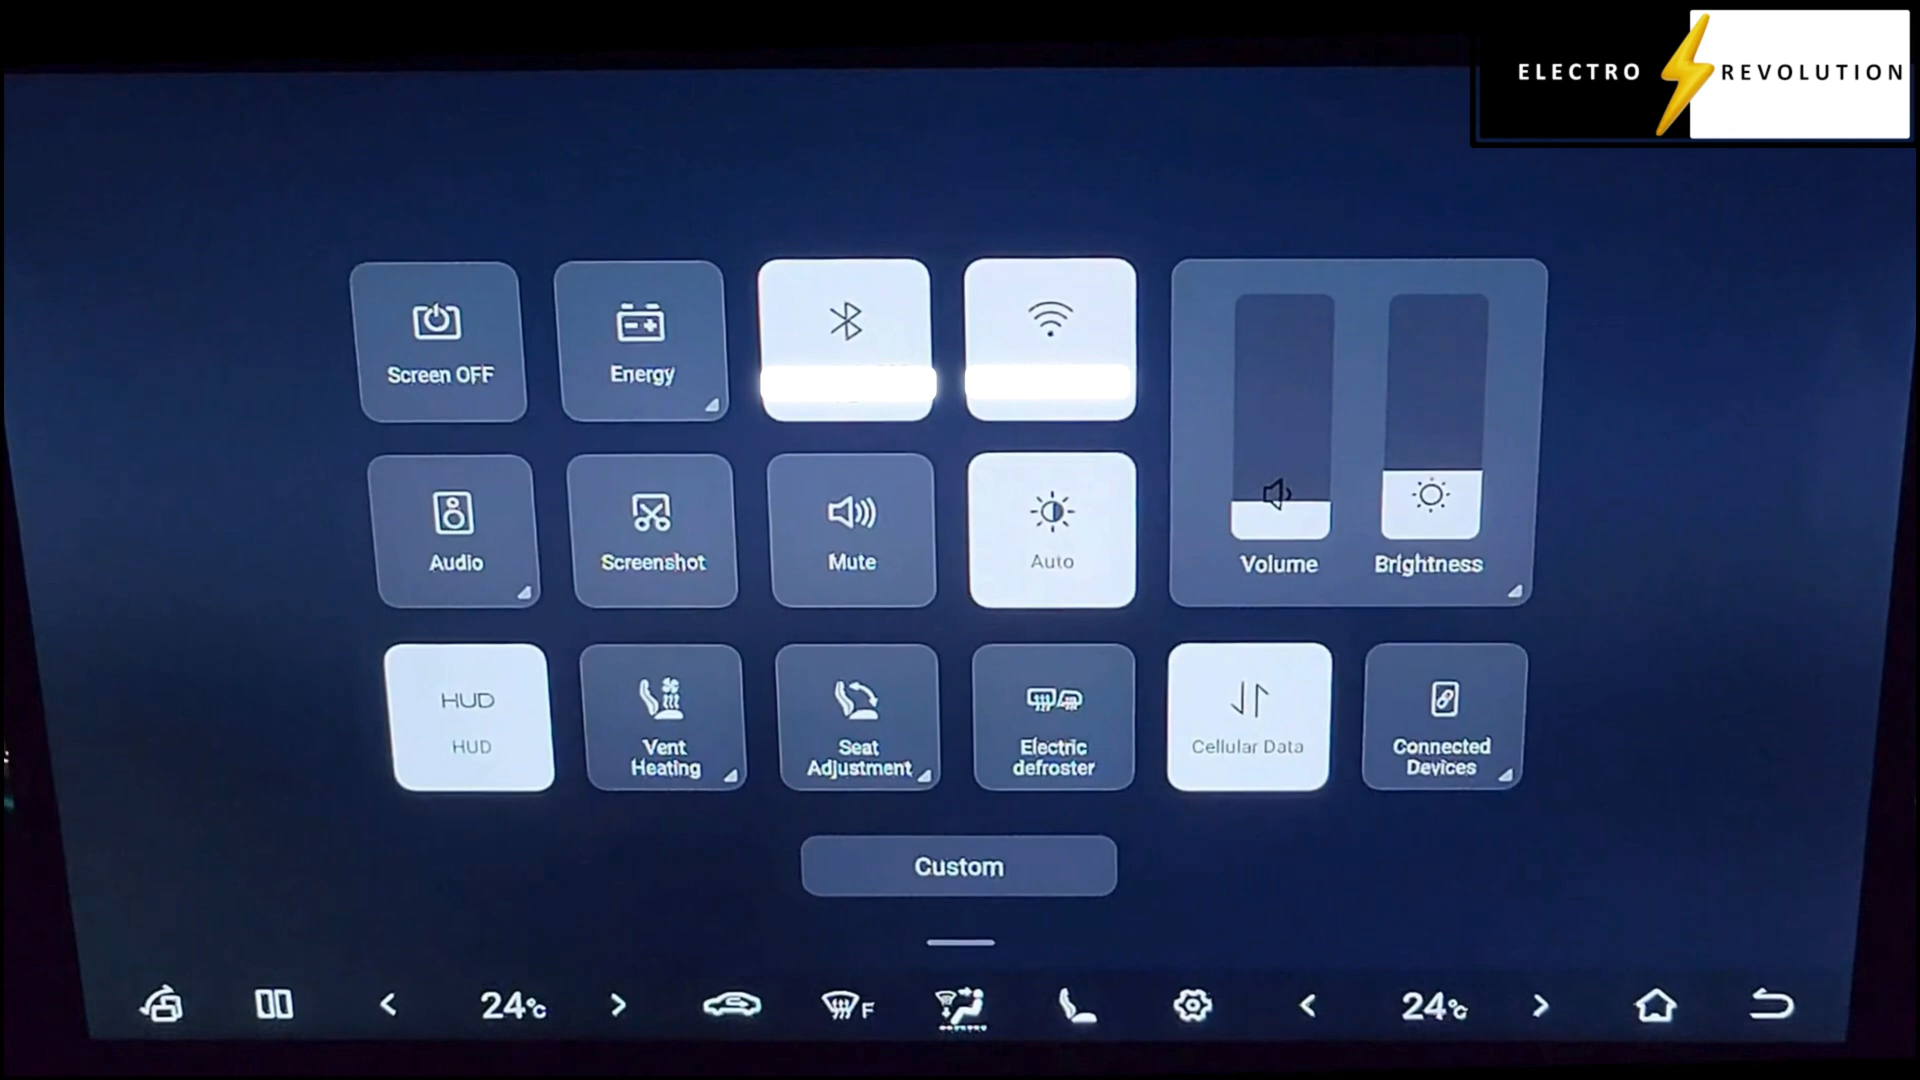 ELECTRO REVOLUTION
Screen OFF
Energy
Audio
Screenshot
Mute
Auto
Volume
Brightness
HUD
HUD
Vent
Heating
Seat
Adjustment
Electric
defroster
Cellular Data
Connected
Devices
Custom
24°C
F
24°C